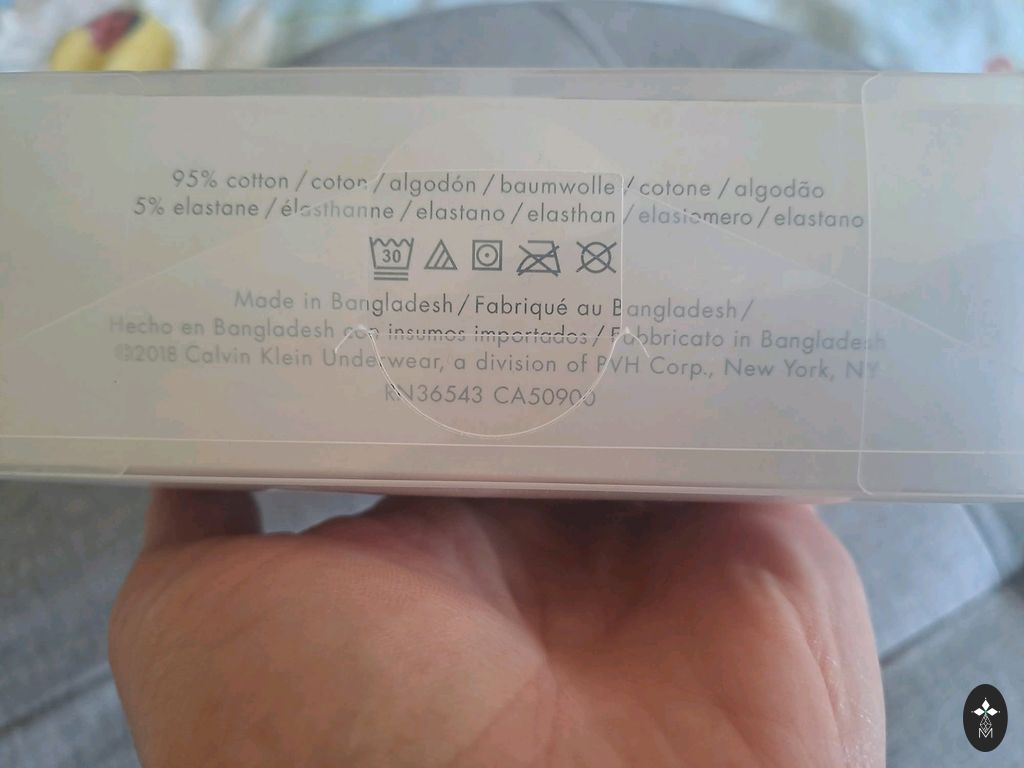 95% cotton / coton / algodón / baumwolle / cotone / algodão
5% elastane / élasthanne / elastano / elasthan / elastomero / elastano
30
Made in Bangladesh / Fabriqué au Bangladesh /
Hecho en Bangladesh con insumos importados / Fabbricato in Bangladesh
©2018 Calvin Klein Underwear, a division of PVH Corp., New York, NY
RN36543 CA50900
M